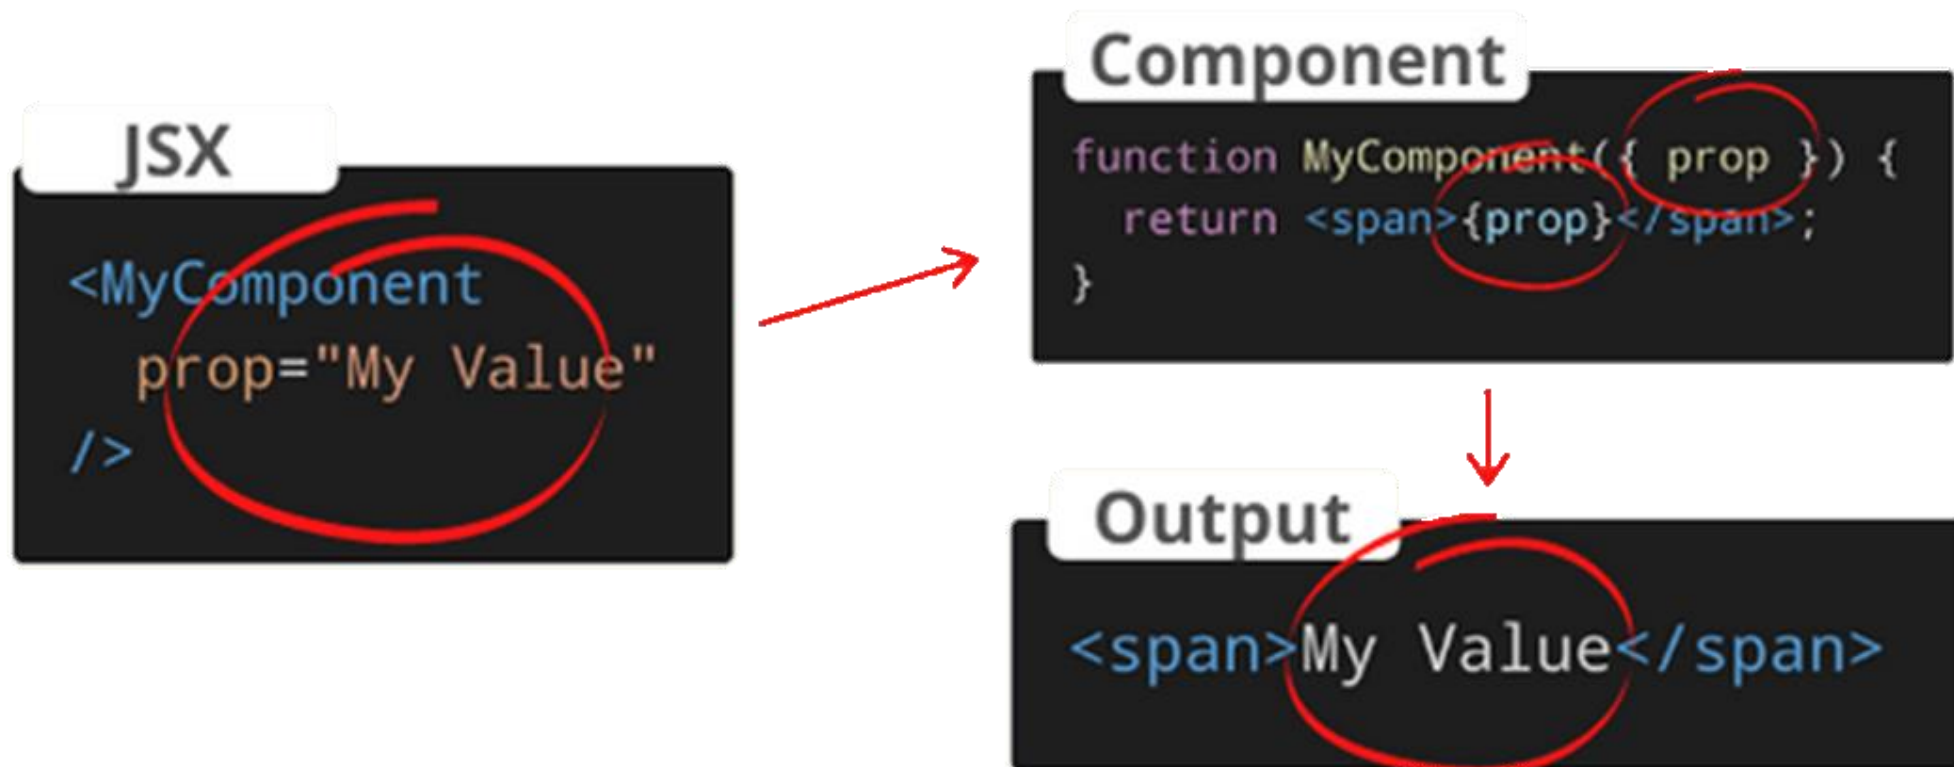 JSX
<MyComponent
prop="My Value"
/>
Component
function MyComponent({ prop }) {
return <span>{prop}</span>;
}
Output
<span>My Value</span>